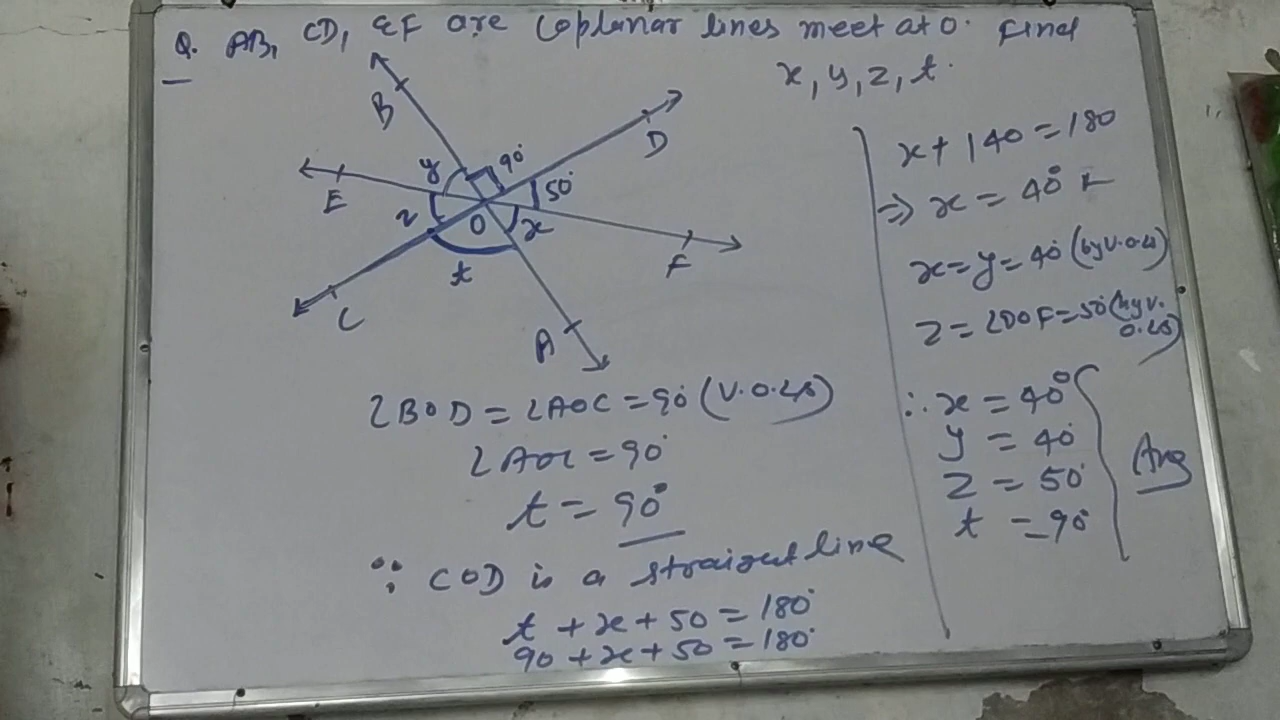 Q. AB, CD, EF are Coplanar lines meet at O. Find
x, y, z, t.
B
D
E
F
C
A
O
y
90°
50°
z
x
t
∠BOD = ∠AOC = 90° (V.O.∠s)
∠AOC = 90°
t = 90°
∵ COD is a straight line
t + x + 50 = 180°
90 + x + 50 = 180°
x + 140 = 180
⇒ x = 40°
x = y = 40° (by V.O.∠s)
z = ∠DOF = 50° (by V.
O.∠s)
∴ x = 40°
y = 40°
z = 50°
t = 90°
Ans